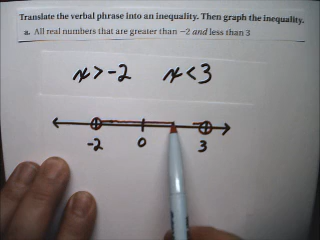 Translate the verbal phrase into an inequality. Then graph the inequality.
a. All real numbers that are greater than −2 and less than 3
x > -2 x < 3
-2 0 3